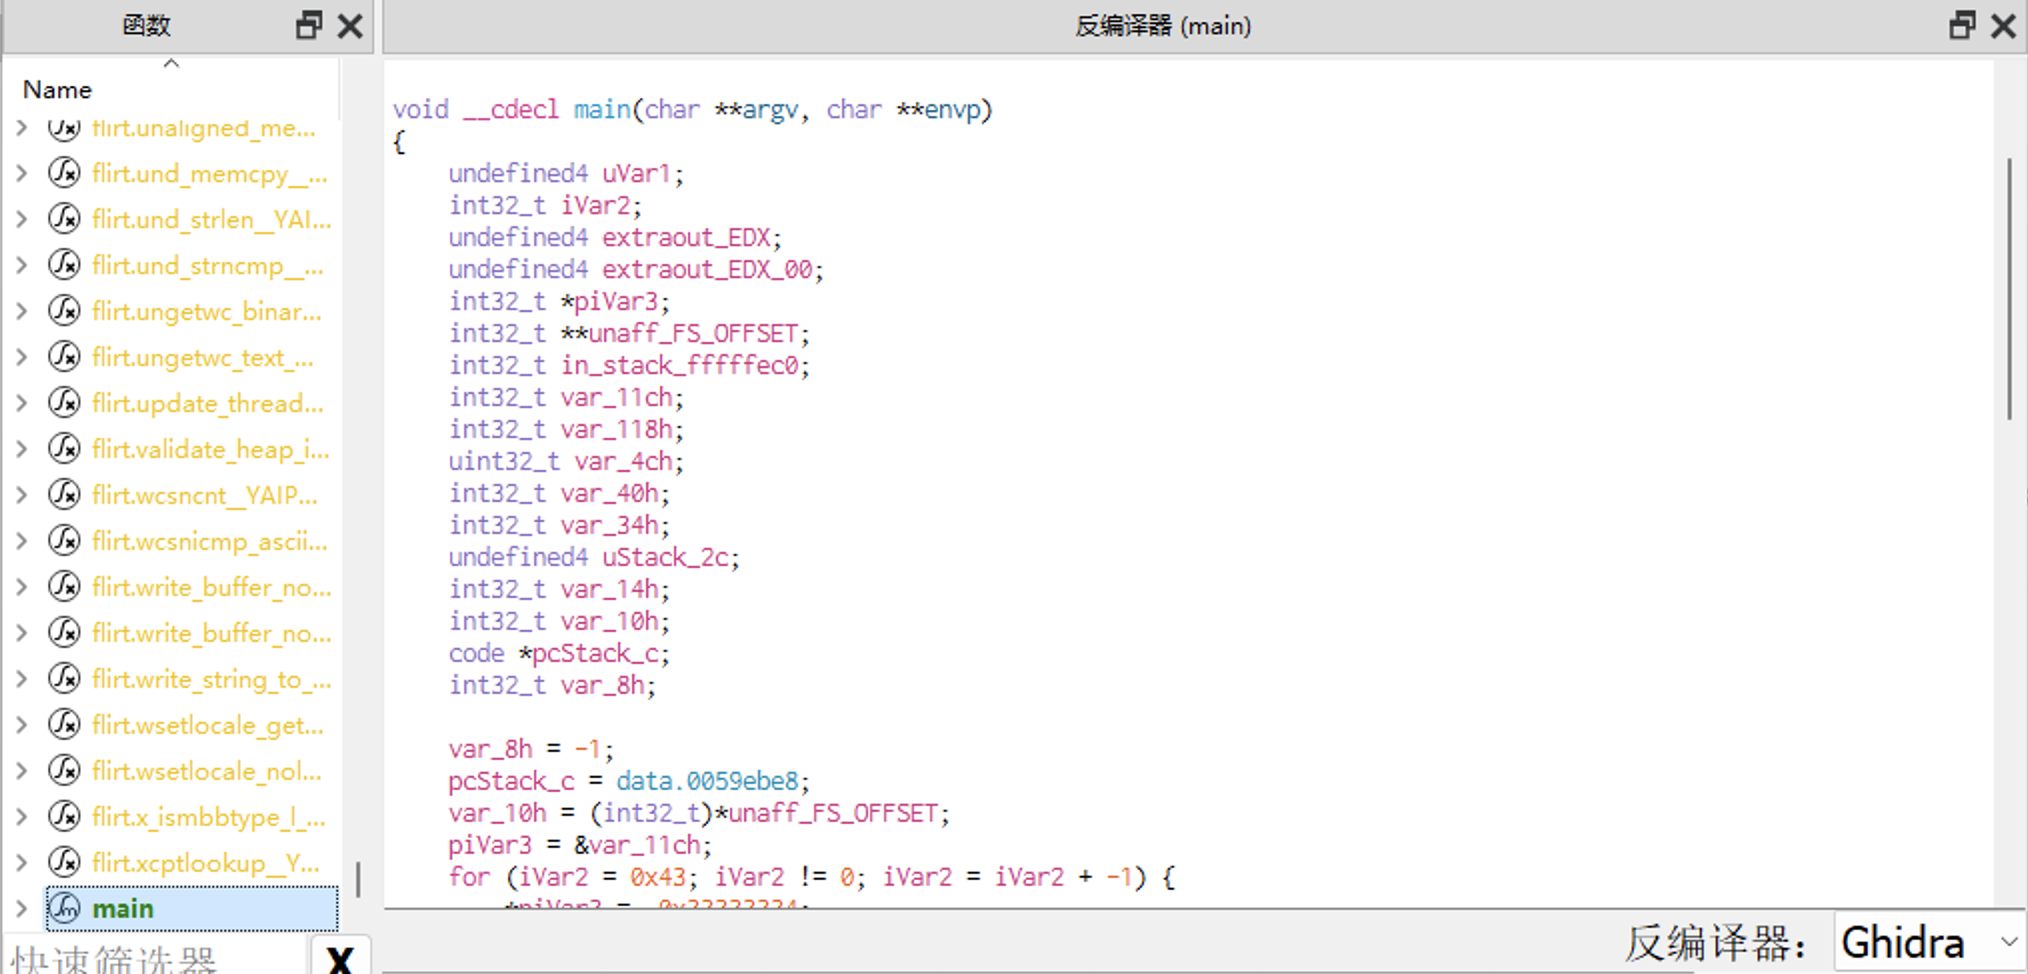 函数
Name
flirt.unaligned_me...
flirt.und_memcpy__...
flirt.und_strlen__YAI...
flirt.und_strncmp__...
flirt.ungetwc_binar...
flirt.ungetwc_text_...
flirt.update_thread...
flirt.validate_heap_i...
flirt.wcsncnt__YAIP...
flirt.wcsnicmp_ascii...
flirt.write_buffer_no...
flirt.write_buffer_no...
flirt.write_string_to_...
flirt.wsetlocale_get...
flirt.wsetlocale_nol...
flirt.x_ismbbtype_l_...
flirt.xcptlookup__Y...
main
快速筛选器
X
反编译器 (main)
void __cdecl main(char **argv, char **envp)
{
undefined4 uVar1;
int32_t iVar2;
undefined4 extraout_EDX;
undefined4 extraout_EDX_00;
int32_t *piVar3;
int32_t **unaff_FS_OFFSET;
int32_t in_stack_fffffec0;
int32_t var_11ch;
int32_t var_118h;
uint32_t var_4ch;
int32_t var_40h;
int32_t var_34h;
undefined4 uStack_2c;
int32_t var_14h;
int32_t var_10h;
code *pcStack_c;
int32_t var_8h;
var_8h = -1;
pcStack_c = data.0059ebe8;
var_10h = (int32_t)*unaff_FS_OFFSET;
piVar3 = &var_11ch;
for (iVar2 = 0x43; iVar2 != 0; iVar2 = iVar2 + -1) {
反编译器： Ghidra